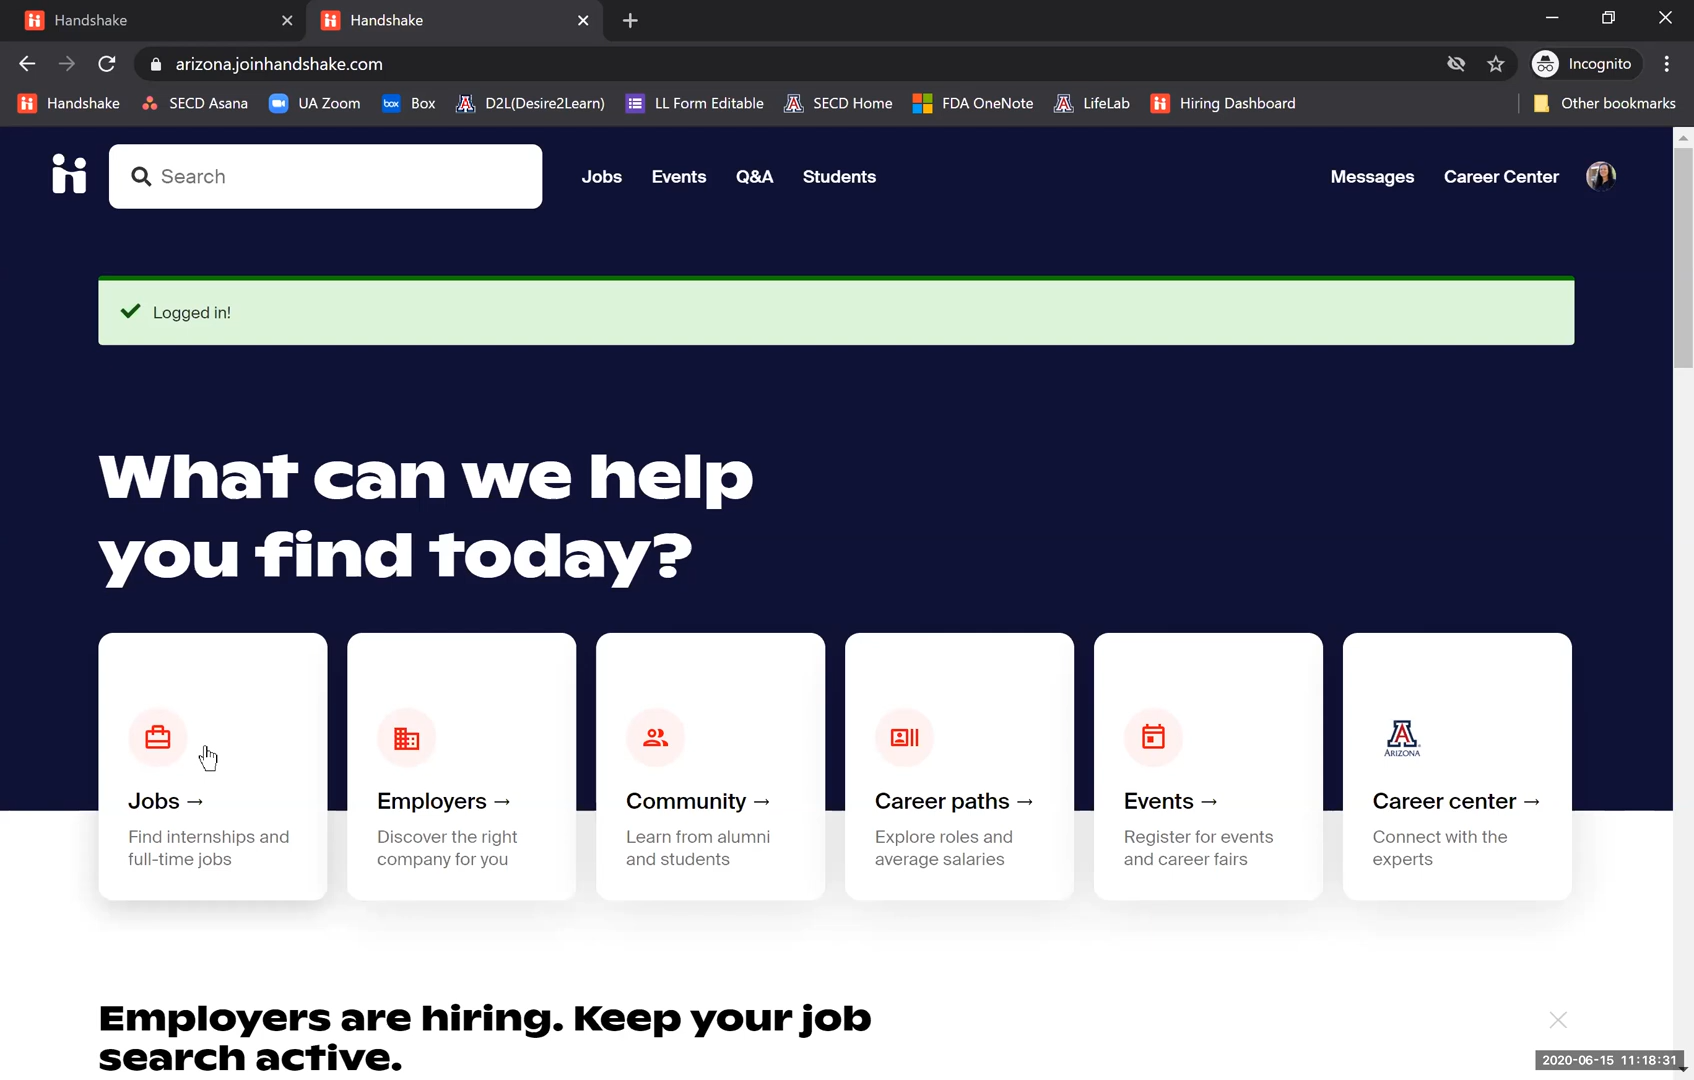 Handshake
Handshake
arizona.joinhandshake.com
Incognito
Handshake
SECD Asana
UA Zoom
box
Box
D2L(Desire2Learn)
LL Form Editable
SECD Home
FDA OneNote
LifeLab
Hiring Dashboard
Other bookmarks
Search
Jobs
Events
Q&A
Students
Messages
Career Center
Logged in!
What can we help
you find today?
Jobs →
Find internships and
full-time jobs
Employers →
Discover the right
company for you
Community →
Learn from alumni
and students
Career paths →
Explore roles and
average salaries
Events →
Register for events
and career fairs
ARIZONA
Career center →
Connect with the
experts
Employers are hiring. Keep your job
search active.
2020-06-15 11:18:31